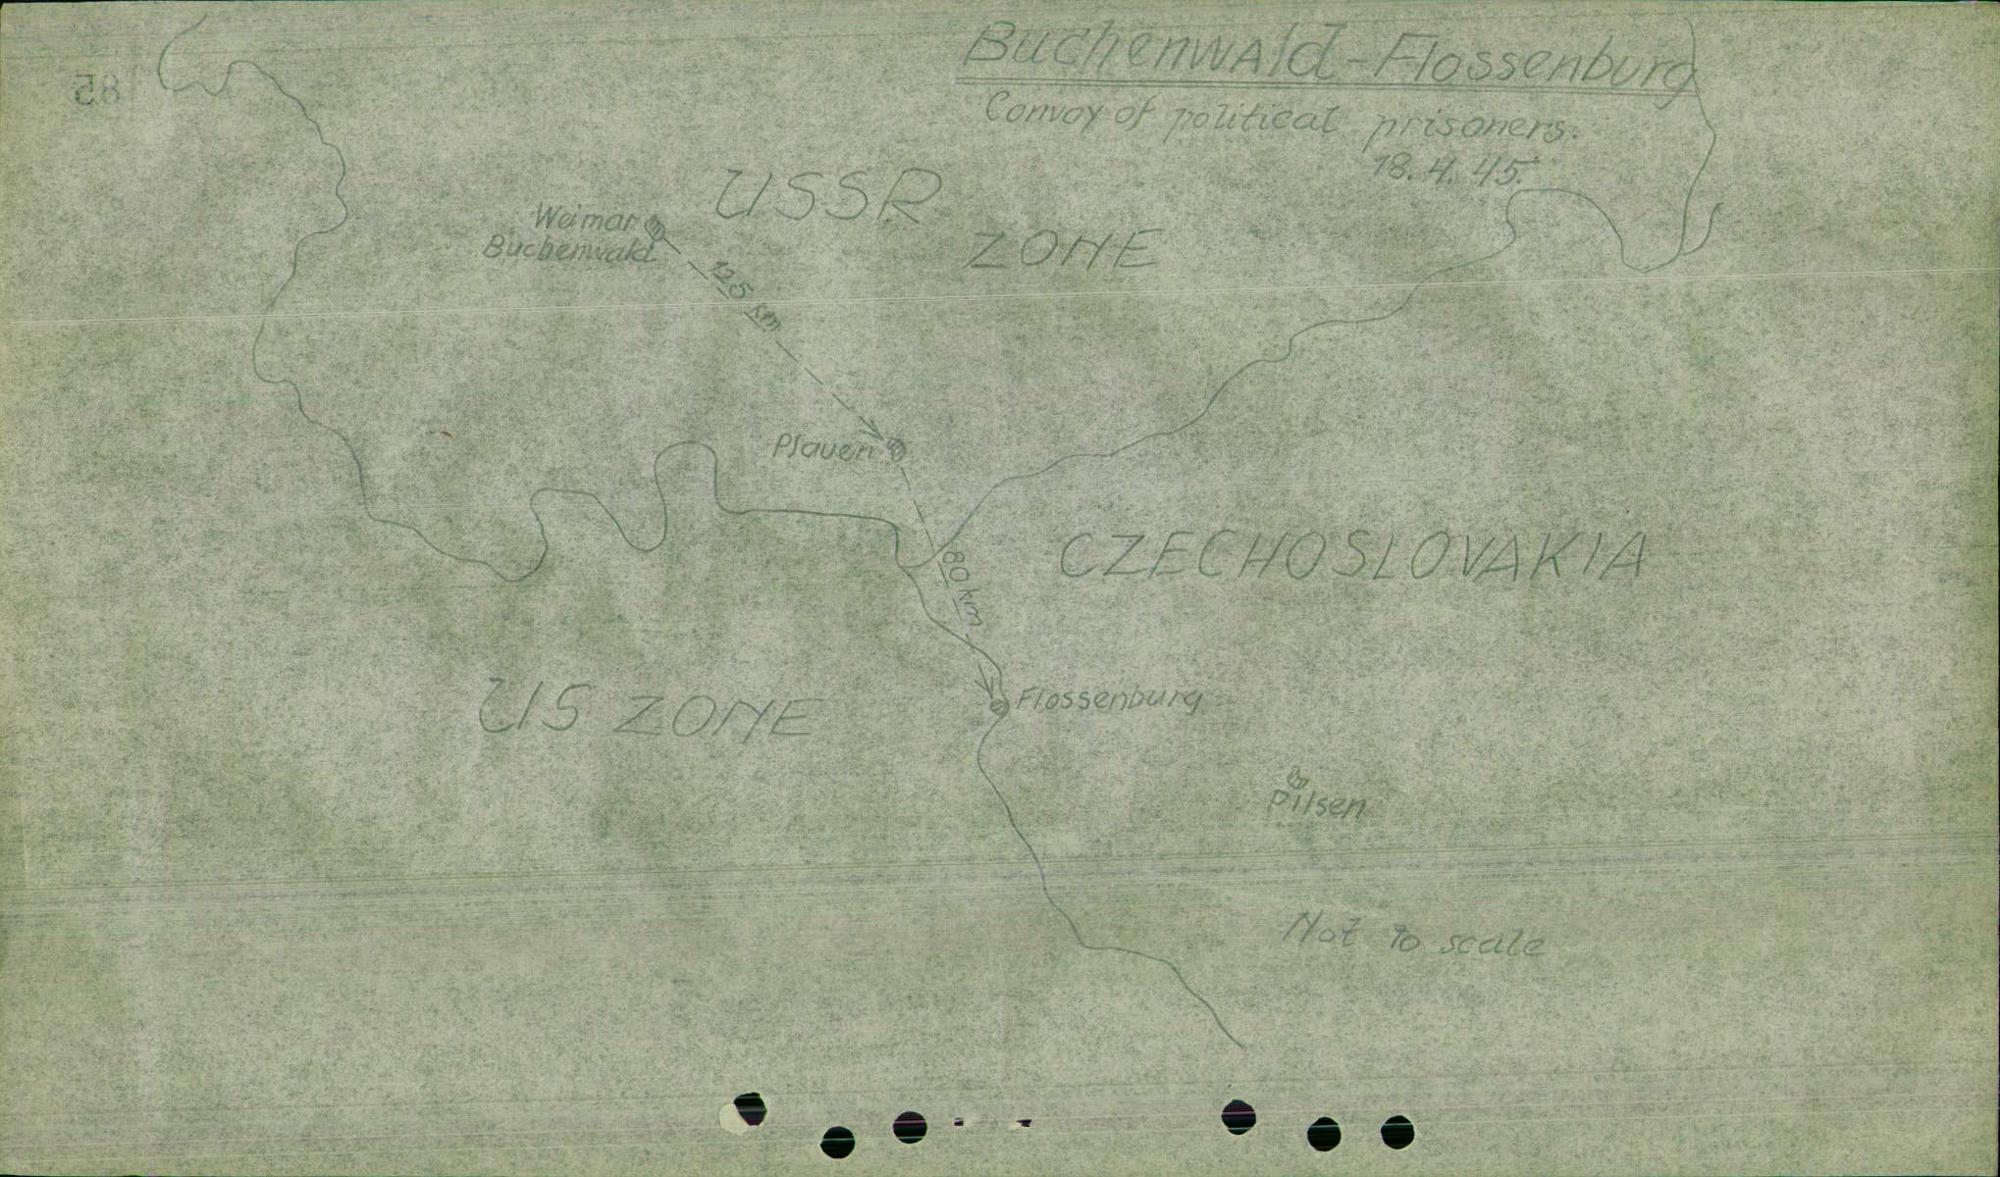 85
Buchenwald-Flossenburg
Convoy of political prisoners.
18.4.45.
USSR
ZONE
Weimar
Buchenwald
125 km
Plauen
80 km
CZECHOSLOVAKIA
US ZONE
Flossenburg
Pilsen
Not to scale